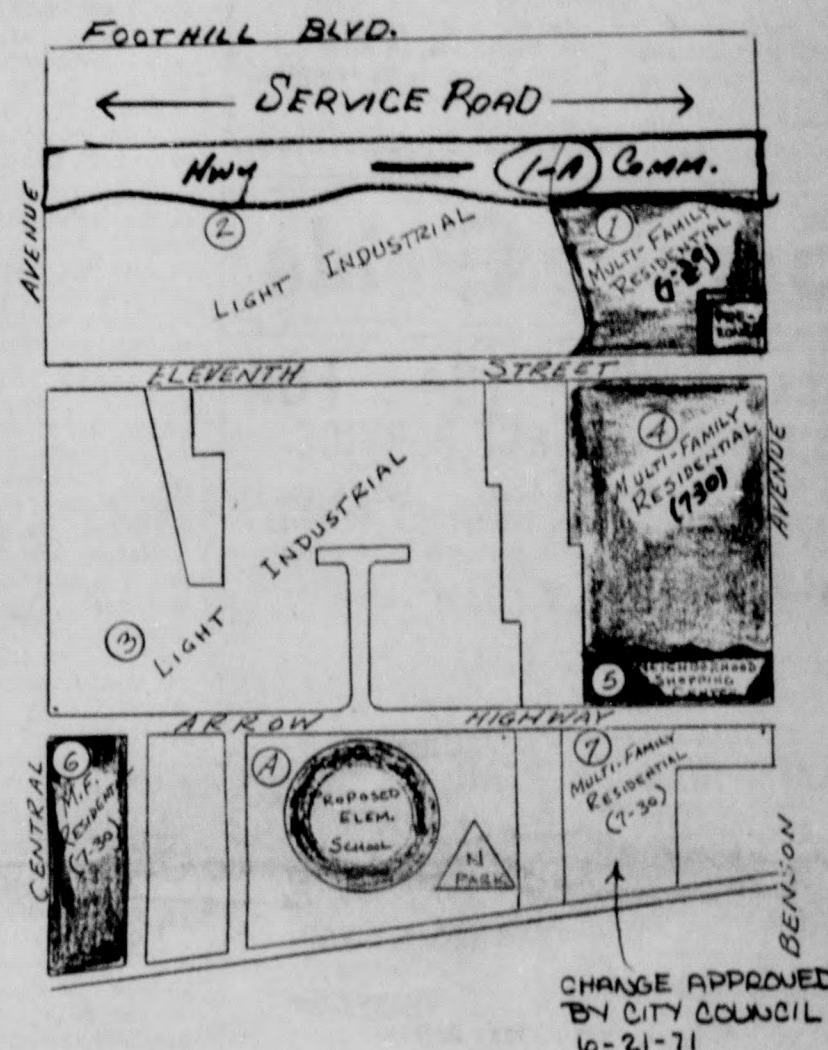 FOOTHILL BLVD.
SERVICE ROAD
HWY
1-A
COMM.
AVENUE
2
LIGHT INDUSTRIAL
1
MULTI-FAMILY
RESIDENTIAL
ELEVENTH STREET
4
MULTI-FAMILY
RESIDENTIAL
(7-30)
AVENUE
3
LIGHT INDUSTRIAL
5
NEIGHBORHOOD
SHOPPING
CENTER
ARROW HIGHWAY
6
M.F.
RESIDENTIAL
(7-30)
CENTRAL
A
PROPOSED
ELEM.
SCHOOL
N
PARK
7
MULTI-FAMILY
RESIDENTIAL
(7-30)
BENSON
CHANGE APPROVED
BY CITY COUNCIL
6-21-71